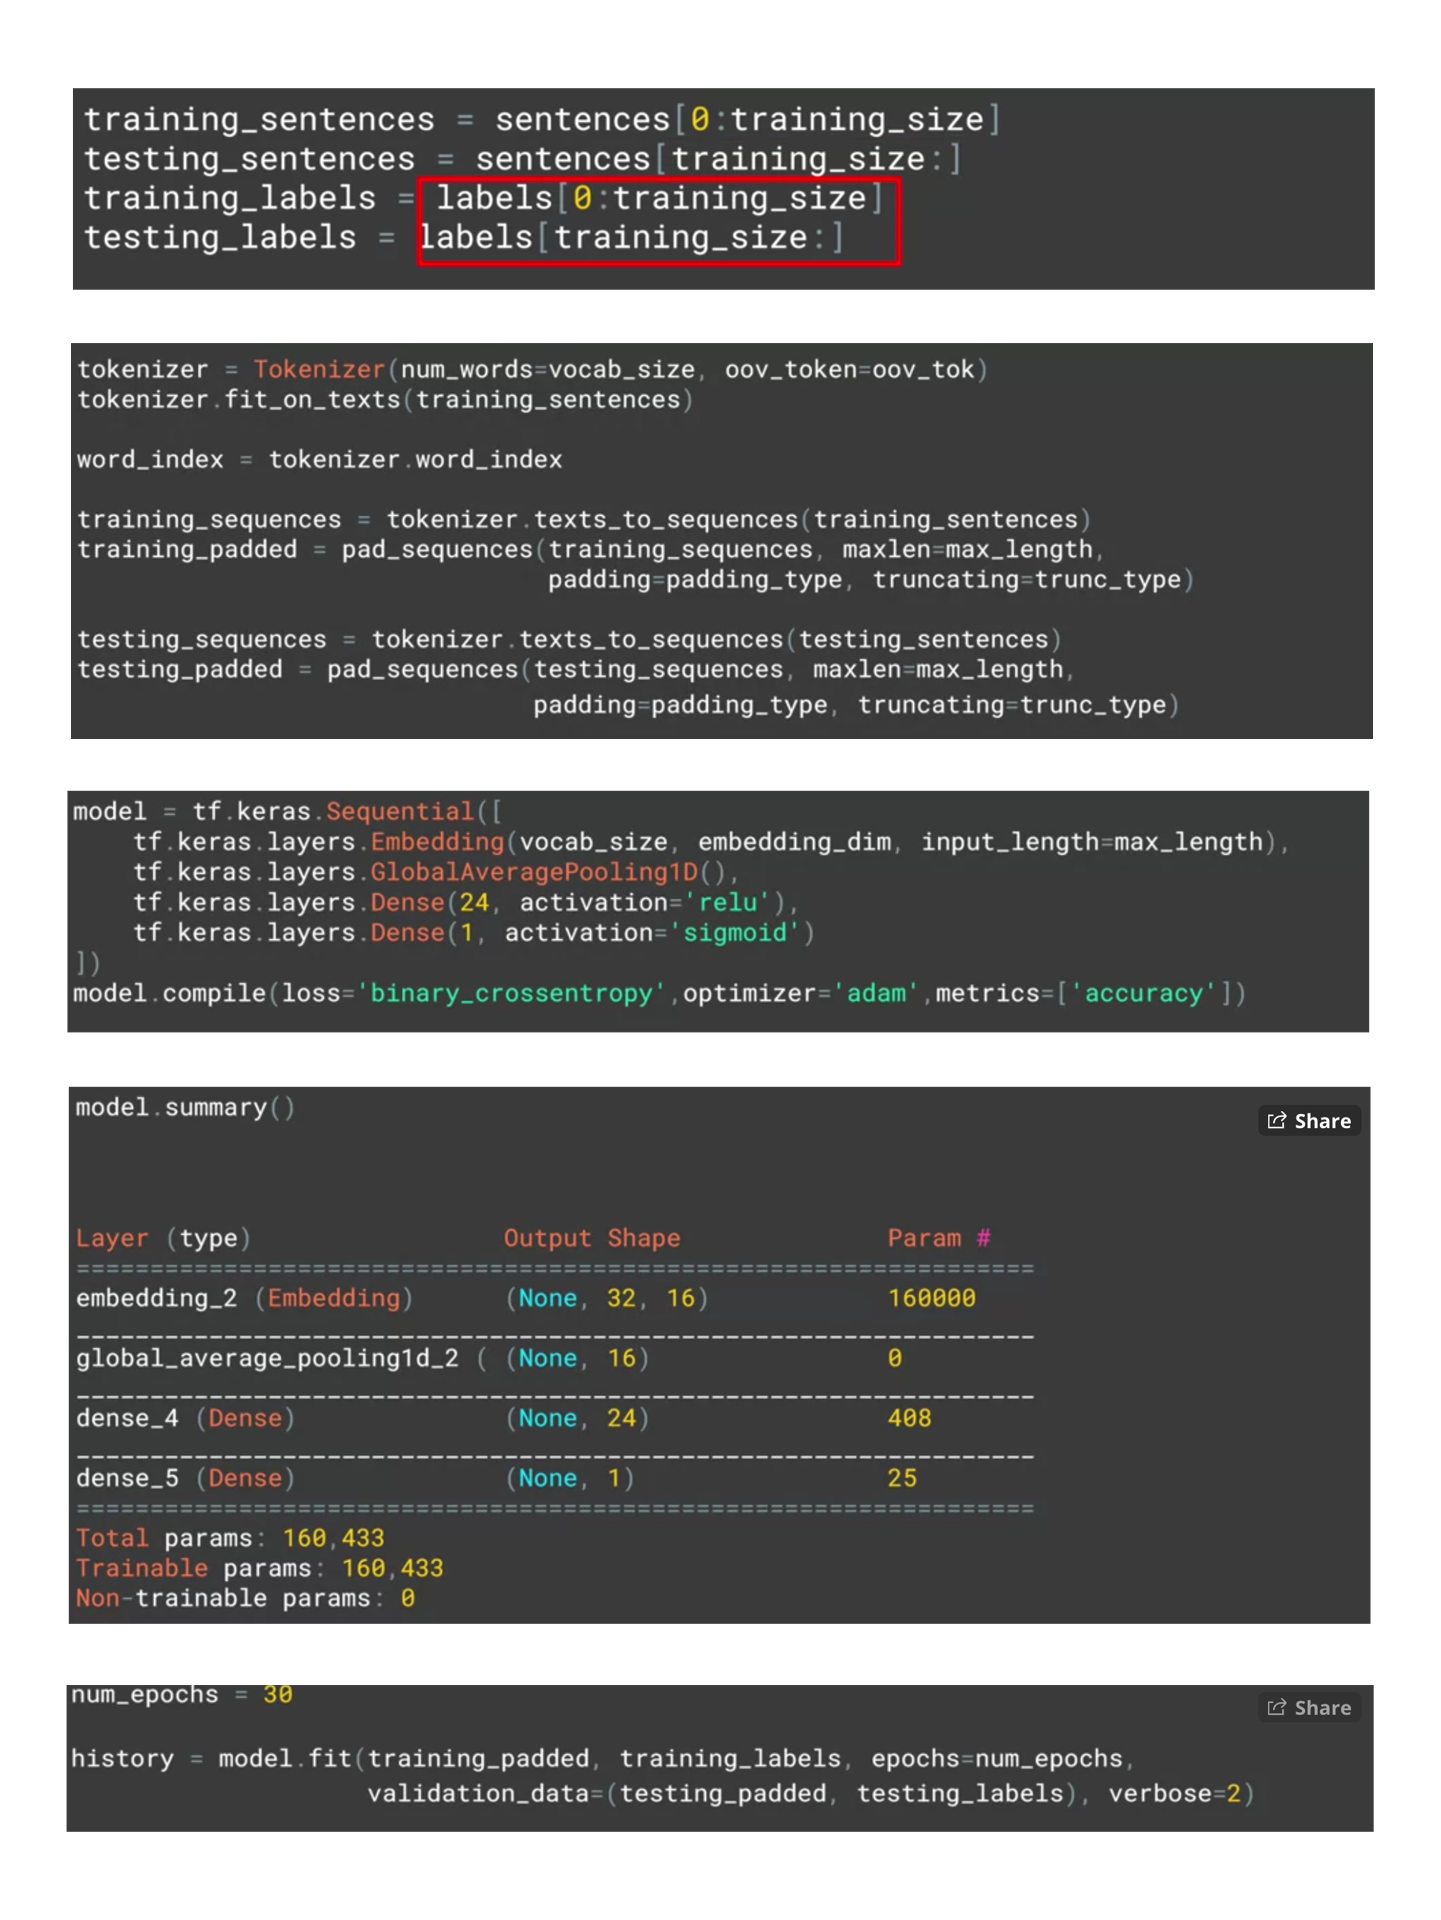 training_sentences = sentences[0:training_size]
testing_sentences = sentences[training_size:]
training_labels = labels[0:training_size]
testing_labels = labels[training_size:]
tokenizer = Tokenizer(num_words=vocab_size, oov_token=oov_tok)
tokenizer.fit_on_texts(training_sentences)
word_index = tokenizer.word_index
training_sequences = tokenizer.texts_to_sequences(training_sentences)
training_padded = pad_sequences(training_sequences, maxlen=max_length,
padding=padding_type, truncating=trunc_type)
testing_sequences = tokenizer.texts_to_sequences(testing_sentences)
testing_padded = pad_sequences(testing_sequences, maxlen=max_length,
padding=padding_type, truncating=trunc_type)
model = tf.keras.Sequential([
tf.keras.layers.Embedding(vocab_size, embedding_dim, input_length=max_length),
tf.keras.layers.GlobalAveragePooling1D(),
tf.keras.layers.Dense(24, activation='relu'),
tf.keras.layers.Dense(1, activation='sigmoid')
])
model.compile(loss='binary_crossentropy',optimizer='adam',metrics=['accuracy'])
model.summary()
Share
Layer (type) Output Shape Param #
=================================================================
embedding_2 (Embedding) (None, 32, 16) 160000
_________________________________________________________________
global_average_pooling1d_2 ( (None, 16) 0
_________________________________________________________________
dense_4 (Dense) (None, 24) 408
_________________________________________________________________
dense_5 (Dense) (None, 1) 25
=================================================================
Total params: 160,433
Trainable params: 160,433
Non-trainable params: 0
num_epochs = 30
Share
history = model.fit(training_padded, training_labels, epochs=num_epochs,
validation_data=(testing_padded, testing_labels), verbose=2)